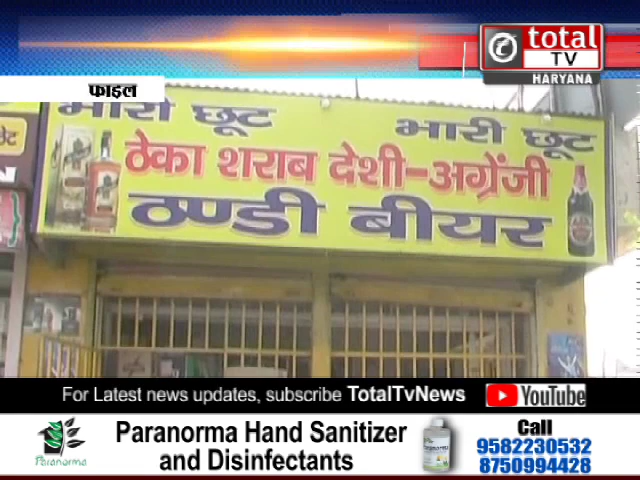 total
TV
HARYANA
फाइल
भारी छूट
भारी छूट
ठेका शराब देशी-अग्रेंजी
ठण्डी बीयर
For Latest news updates, subscribe TotalTvNews
YouTube
Paranorma Hand Sanitizer
and Disinfectants
Paranorma
Call
9582230532
8750994428